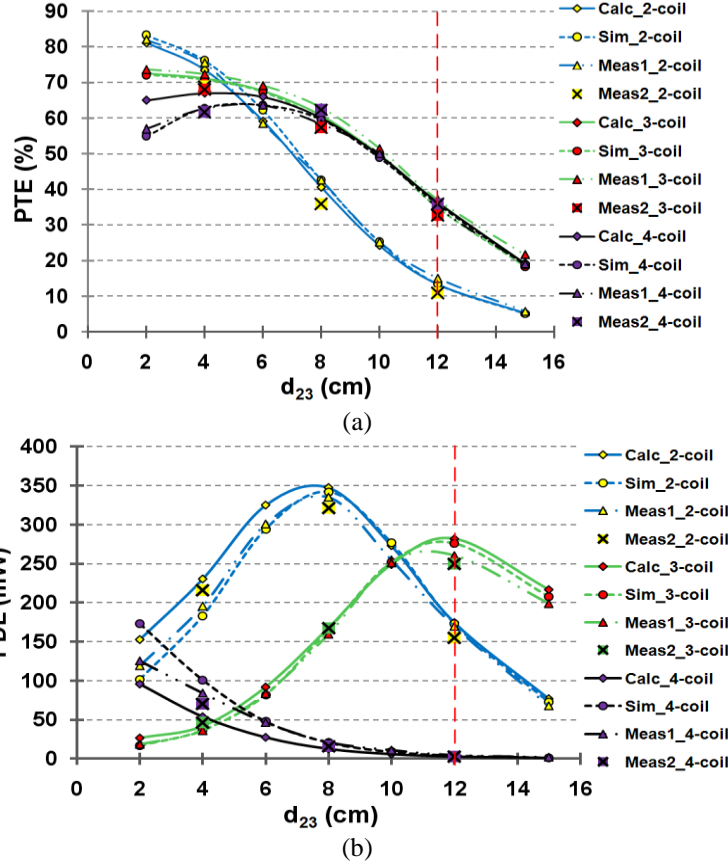 90
80
70
60
50
40
30
20
10
0
PTE (%)
0 2 4 6 8 10 12 14 16
d23 (cm)
Calc_2-coil
Sim_2-coil
Meas1_2-coil
Meas2_2-coil
Calc_3-coil
Sim_3-coil
Meas1_3-coil
Meas2_3-coil
Calc_4-coil
Sim_4-coil
Meas1_4-coil
Meas2_4-coil
(a)
400
350
300
250
200
150
100
50
0
0 2 4 6 8 10 12 14 16
d23 (cm)
Calc_2-coil
Sim_2-coil
Meas1_2-coil
Meas2_2-coil
Calc_3-coil
Sim_3-coil
Meas1_3-coil
Meas2_3-coil
Calc_4-coil
Sim_4-coil
Meas1_4-coil
Meas2_4-coil
(b)